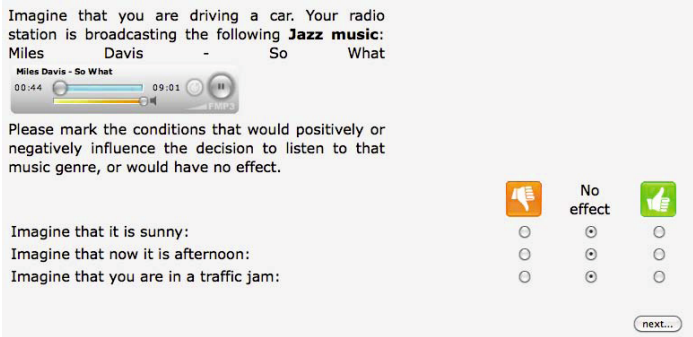 Imagine that you are driving a car. Your radio
station is broadcasting the following Jazz music:
Miles Davis - So What
Miles Davis - So What
00:44 09:01
FMP3
Please mark the conditions that would positively or
negatively influence the decision to listen to that
music genre, or would have no effect.
No
effect
Imagine that it is sunny:
Imagine that now it is afternoon:
Imagine that you are in a traffic jam:
next...